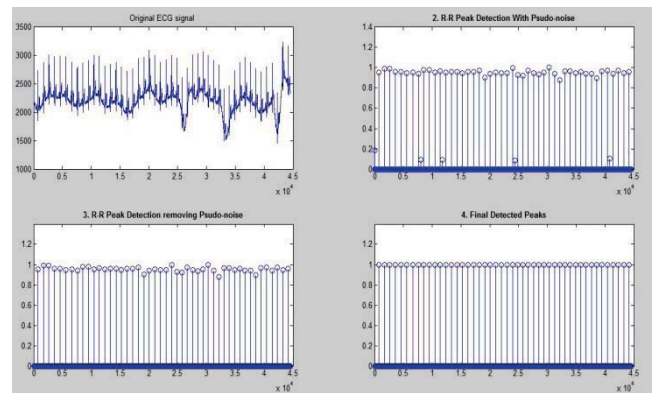 Original ECG signal
3500
3000
2500
2000
1500
1000
0 0.5 1 1.5 2 2.5 3 3.5 4 4.5
x 10⁴
2. R-R Peak Detection With Psudo-noise
1.4
1.2
1
0.8
0.6
0.4
0.2
0
0 0.5 1 1.5 2 2.5 3 3.5 4 4.5
x 10⁴
3. R-R Peak Detection removing Psudo-noise
1.2
1
0.8
0.6
0.4
0.2
0
0 0.5 1 1.5 2 2.5 3 3.5 4 4.5
x 10⁴
4. Final Detected Peaks
1.2
1
0.8
0.6
0.4
0.2
0
0 0.5 1 1.5 2 2.5 3 3.5 4 4.5
x 10⁴